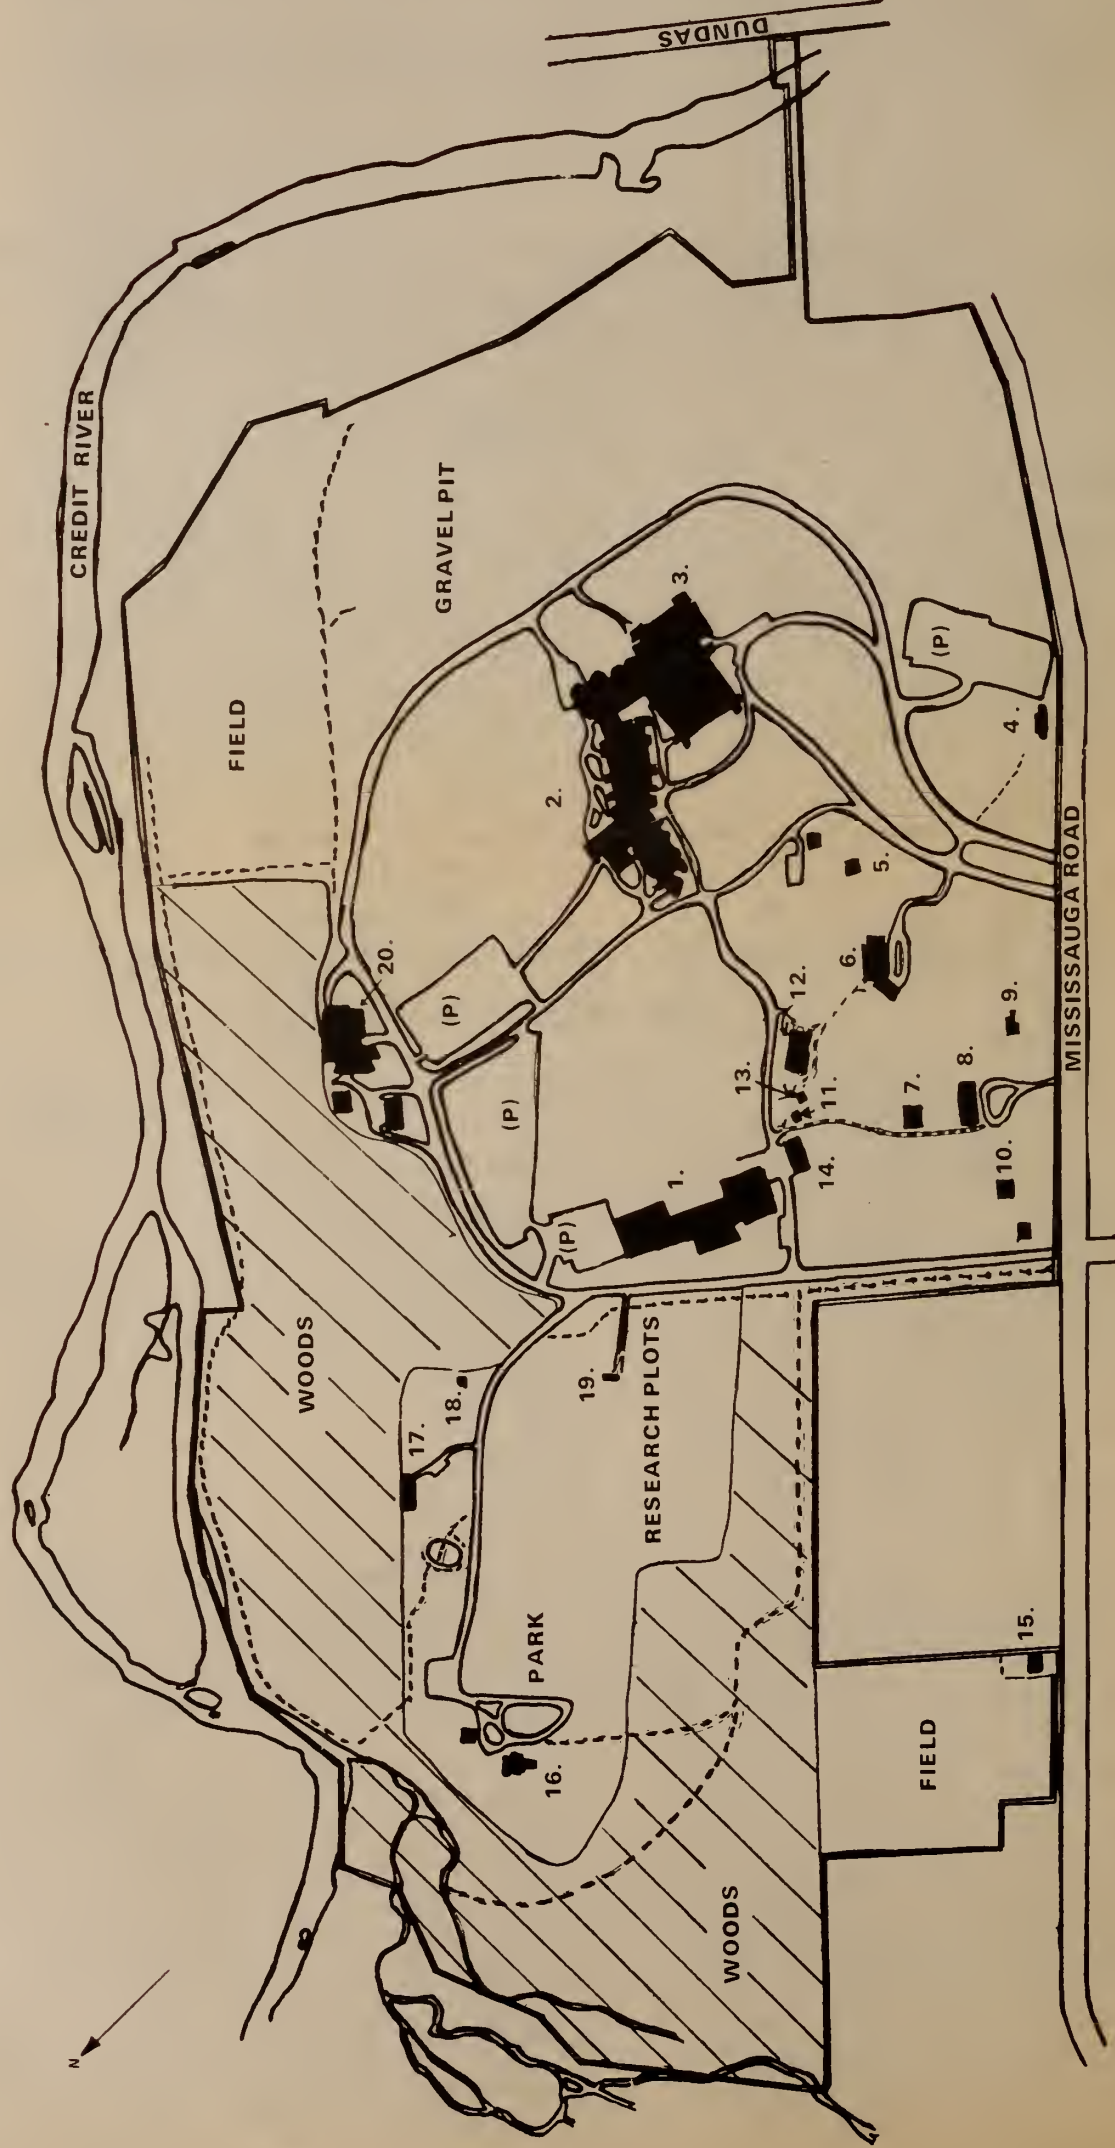 DUNDAS
CREDIT RIVER
GRAVEL PIT
FIELD
3.
(P)
4.
2.
5.
MISSISSAUGA ROAD
20.
(P)
6.
12.
9.
13.
11.
7.
8.
(P)
1.
14.
10.
(P)
WOODS
18.
17.
19.
RESEARCH PLOTS
PARK
16.
15.
FIELD
WOODS
N